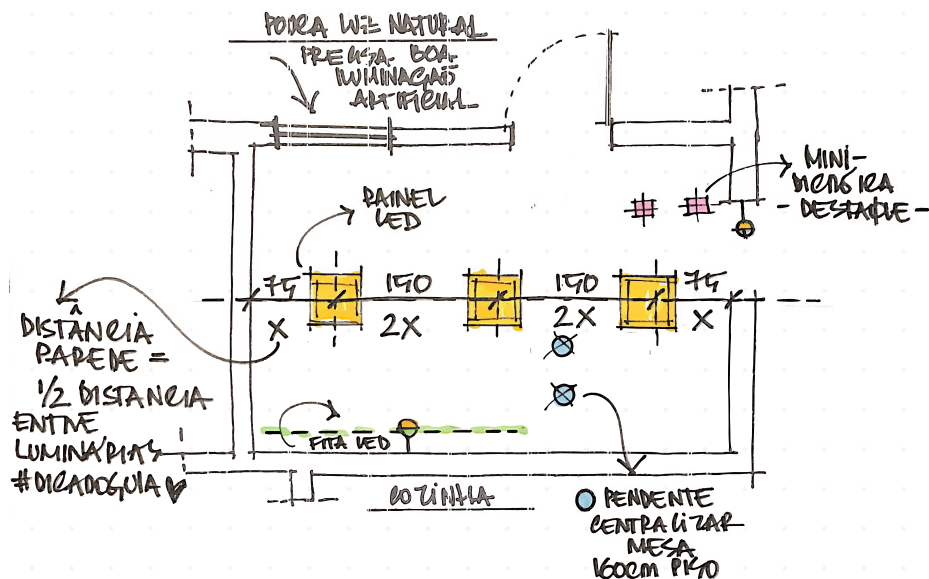 POUCA LUZ NATURAL
PRECISA BOA
ILUMINAÇÃO
ARTIFICIAL
MINI-
DICRÓICA
- DESTAQUE -
PAINEL
LED
75
150
150
75
X
2X
2X
X
DISTÂNCIA
PAREDE =
1/2 DISTANCIA
ENTRE
LUMINÁRIAS
#DICADOGUIA
FITA LED
COZINHA
PENDENTE
CENTRALIZAR
MESA
160cm PISO